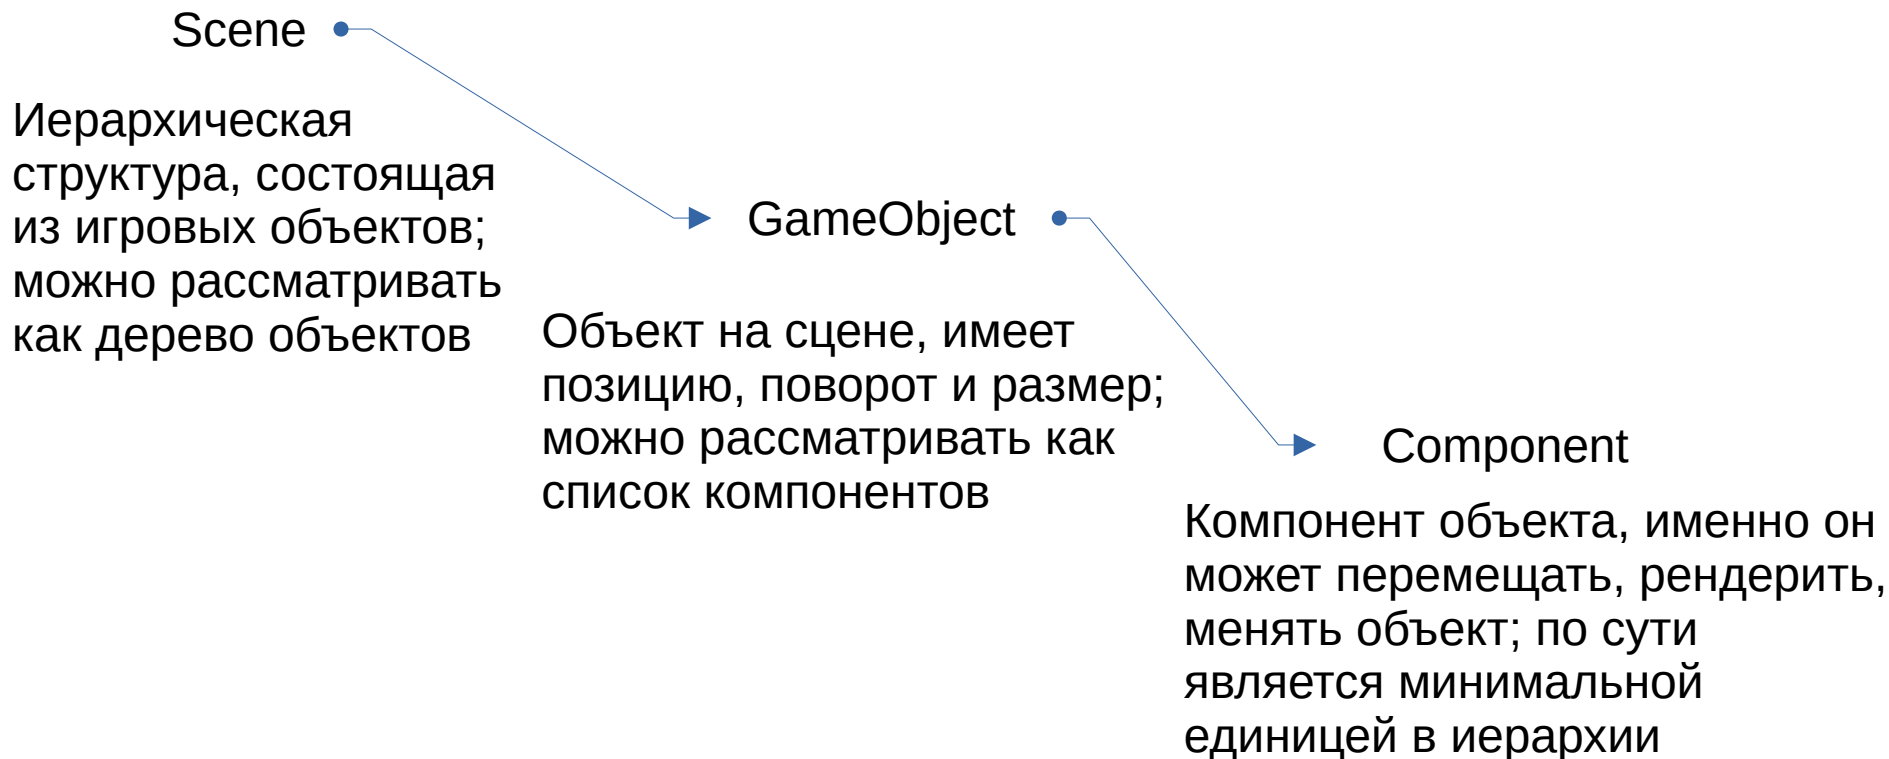 Scene
Иерархическая
структура, состоящая
из игровых объектов;
можно рассматривать
как дерево объектов
GameObject
Объект на сцене, имеет
позицию, поворот и размер;
можно рассматривать как
список компонентов
Component
Компонент объекта, именно он
может перемещать, рендерить,
менять объект; по сути
является минимальной
единицей в иерархии